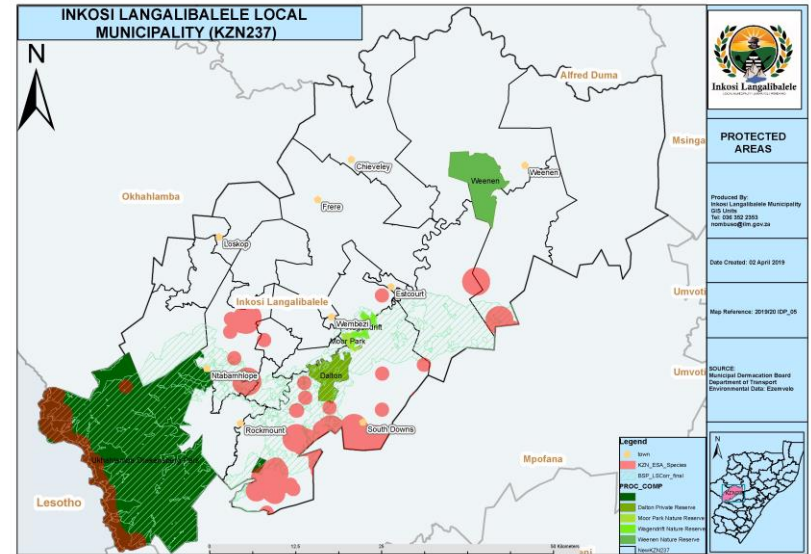 INKOSI LANGALIBALELE LOCAL
MUNICIPALITY (KZN237)
N
Alfred Duma
Msinga
Chieveley
Weenen
Weenen
Okhahlamba
Frere
Loskop
Umvoti
Estcourt
Inkosi Langalibalele
Wembezi
Moor Park
Umvoti
Ntabamhlope
Dalton
Rockmount
South Downs
Mpofana
Lesotho
0
12.5
25
50 Kilometers
Inkosi Langalibalele
PROTECTED
AREAS
Produced By:
Inkosi Langalibalele Municipality
GIS Units
Tel: 036 352 2353
Date Created: 02 April 2019
Map Reference: 2019/20 IDP_05
SOURCE:
Municipal Demarcation Board
Department of Transport
Environmental Data: Ezemvelo
Legend
town
KZN_ESA_Species
BSP_LSCorr_final
PROC_COMP
Dalton Private Reserve
Moor Park Nature Reserve
Wagendrift Nature Reserve
Weenen Nature Reserve
NewKZN237
N